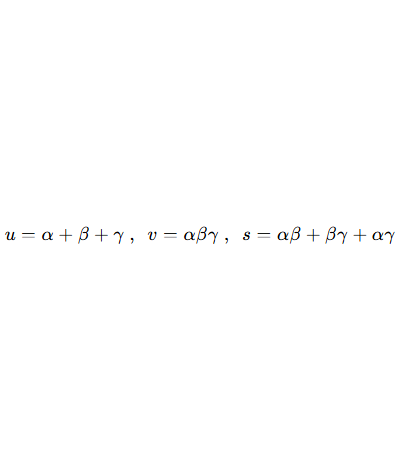 u = α + β + γ , v = αβγ , s = αβ + βγ + αγ